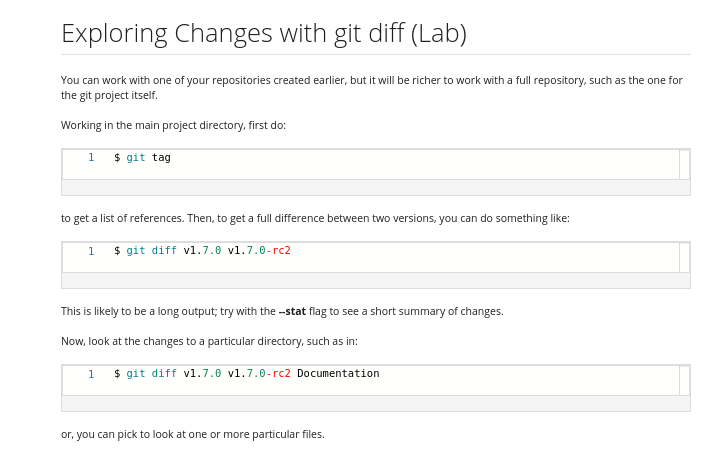 Exploring Changes with git diff (Lab)
You can work with one of your repositories created earlier, but it will be richer to work with a full repository, such as the one for
the git project itself.
Working in the main project directory, first do:
1 $ git tag
to get a list of references. Then, to get a full difference between two versions, you can do something like:
1 $ git diff v1.7.0 v1.7.0-rc2
This is likely to be a long output; try with the --stat flag to see a short summary of changes.
Now, look at the changes to a particular directory, such as in:
1 $ git diff v1.7.0 v1.7.0-rc2 Documentation
or, you can pick to look at one or more particular files.